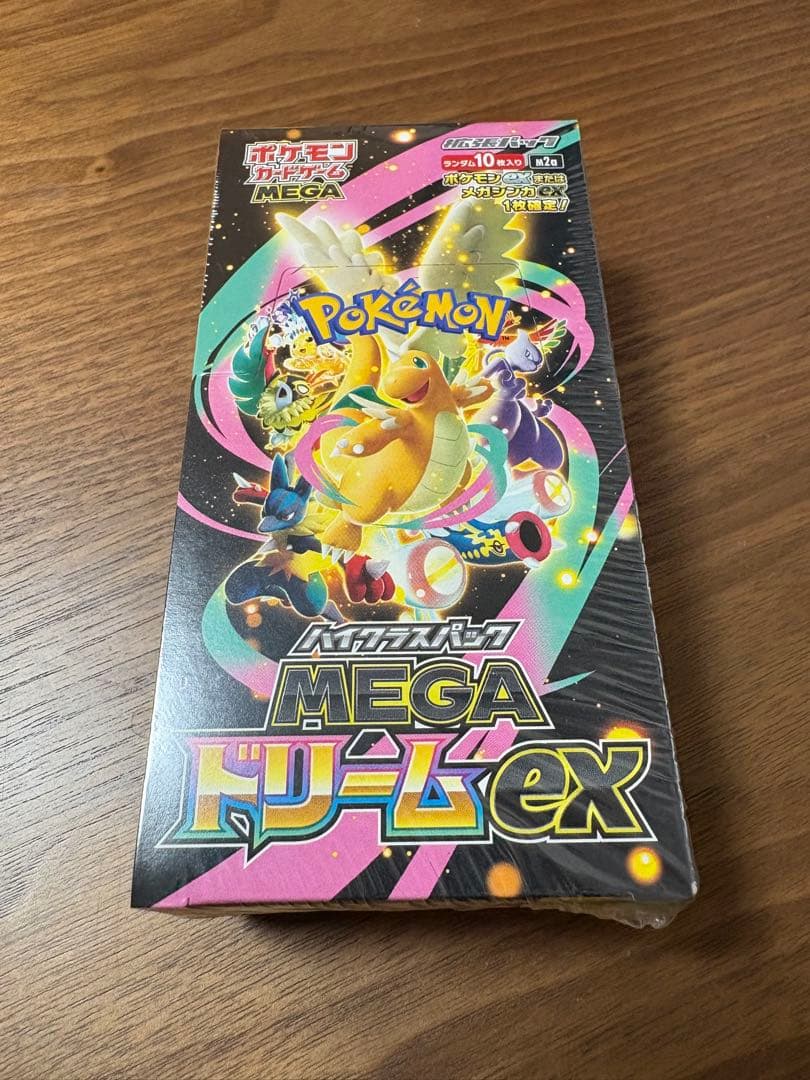 ポケモン
カードゲーム
MEGA
拡張パック
ランダム10枚入り M2a
ポケモンexまたは
メガシンカex
1枚確定!
POKéMON
TM
ハイクラスパック
MEGA
ドリームex